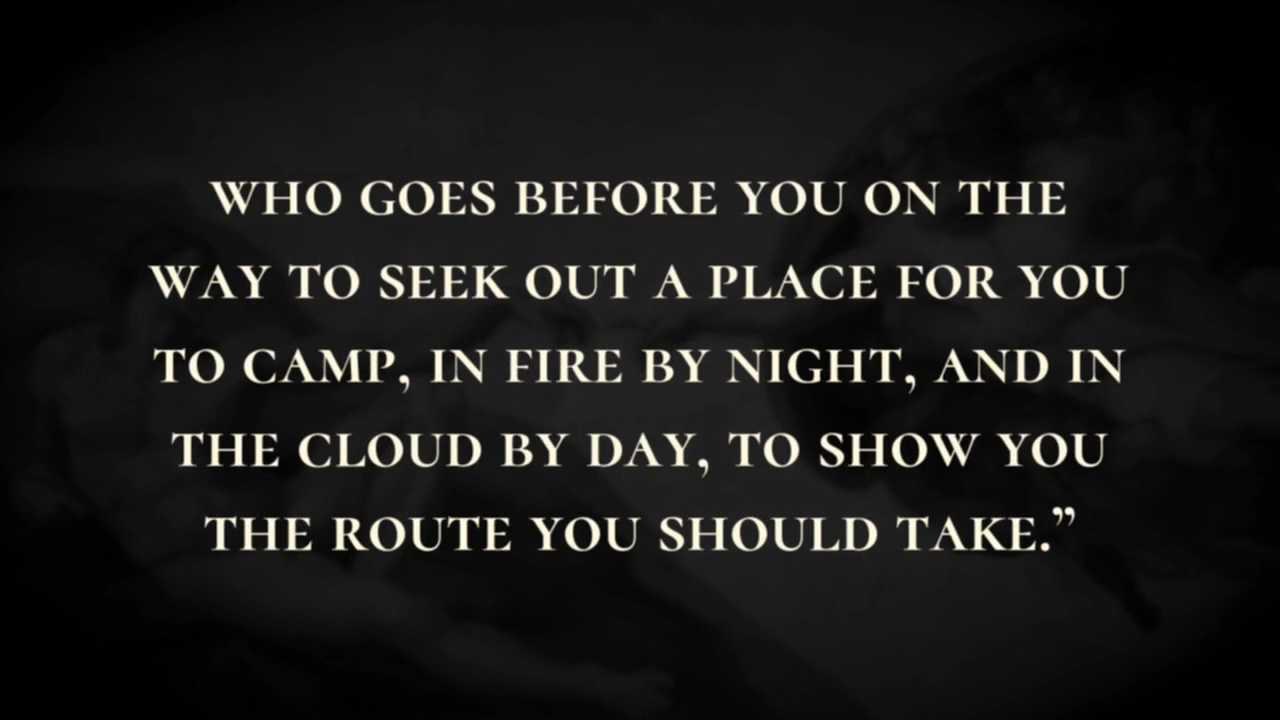 WHO GOES BEFORE YOU ON THE
WAY TO SEEK OUT A PLACE FOR YOU
TO CAMP, IN FIRE BY NIGHT, AND IN
THE CLOUD BY DAY, TO SHOW YOU
THE ROUTE YOU SHOULD TAKE.”